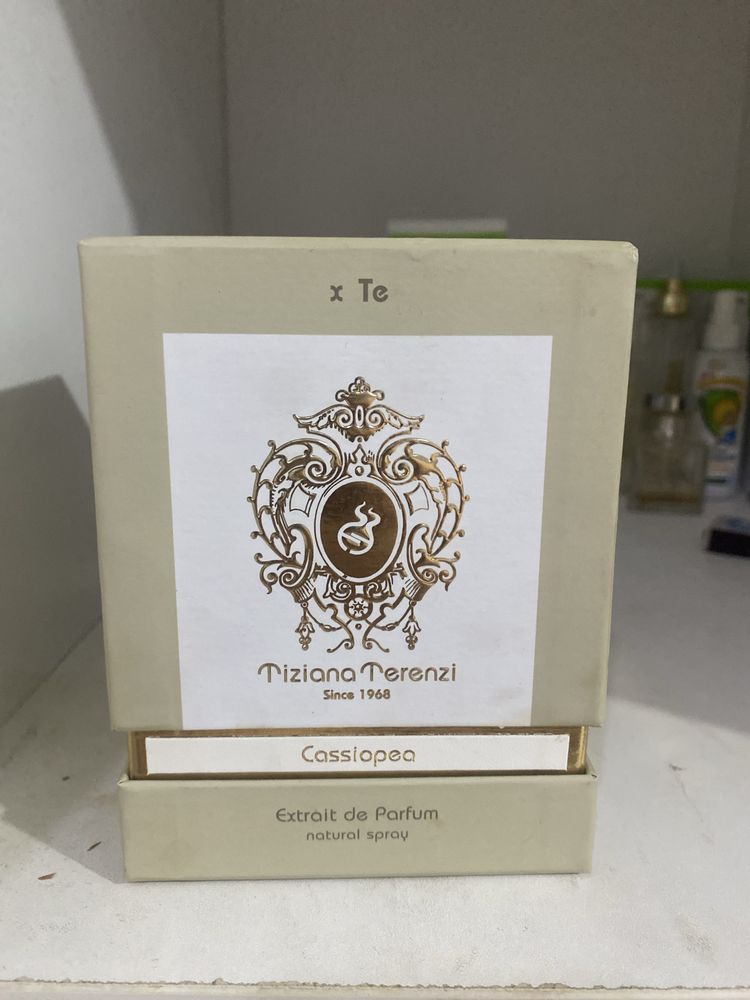 x Te
Tiziana Terenzi
Since 1968
Cassiopea
Extrait de Parfum
natural spray